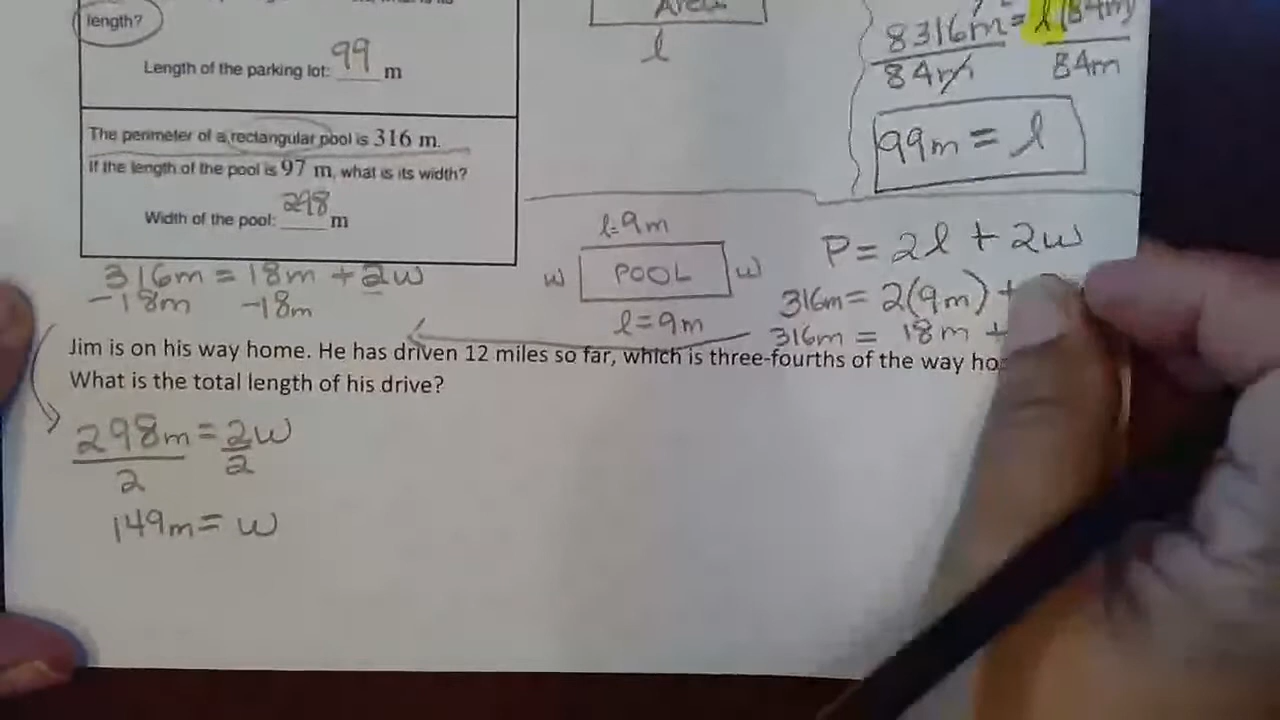 length?
Length of the parking lot: 99 m
The perimeter of a rectangular pool is 316 m.
If the length of the pool is 97 m, what is its width?
Width of the pool: 298 m
l
8316m = l(84m)
84m 84m
99m = l
l=9m
w POOL w
l=9m
P = 2l + 2w
316m = 2(9m) +
316m = 18m +
316m = 18m + 2w
-18m -18m
Jim is on his way home. He has driven 12 miles so far, which is three-fourths of the way
What is the total length of his drive?
298m = 2w
2 2
149m = w